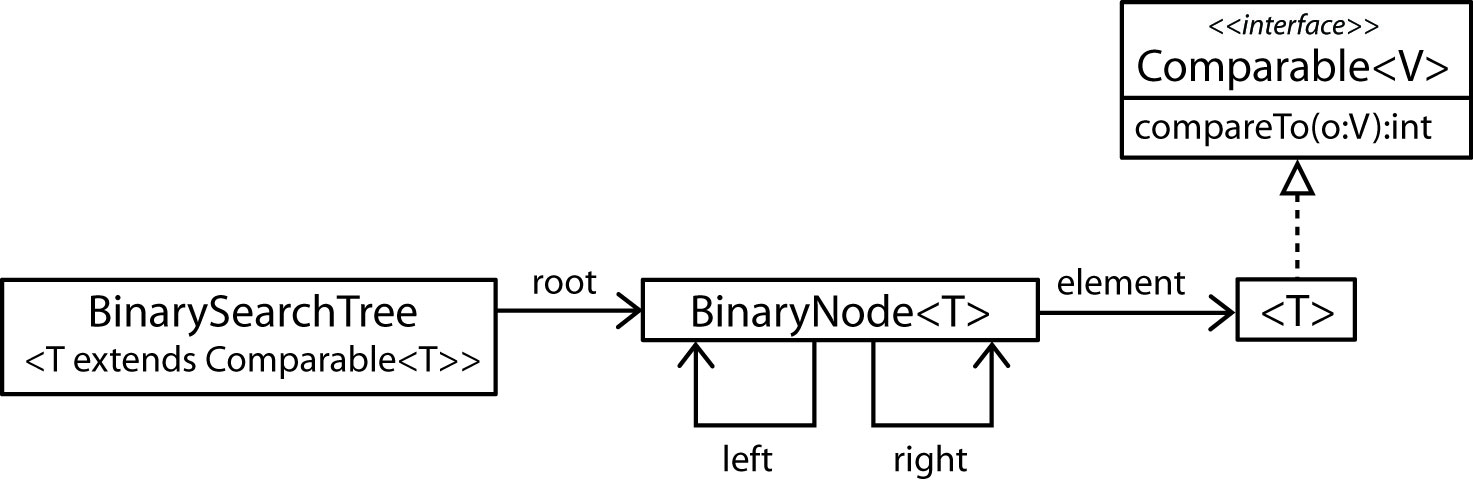 <<interface>>
Comparable<V>
compareTo(o:V):int
BinarySearchTree
<T extends Comparable<T>>
root
BinaryNode<T>
element
<T>
left
right